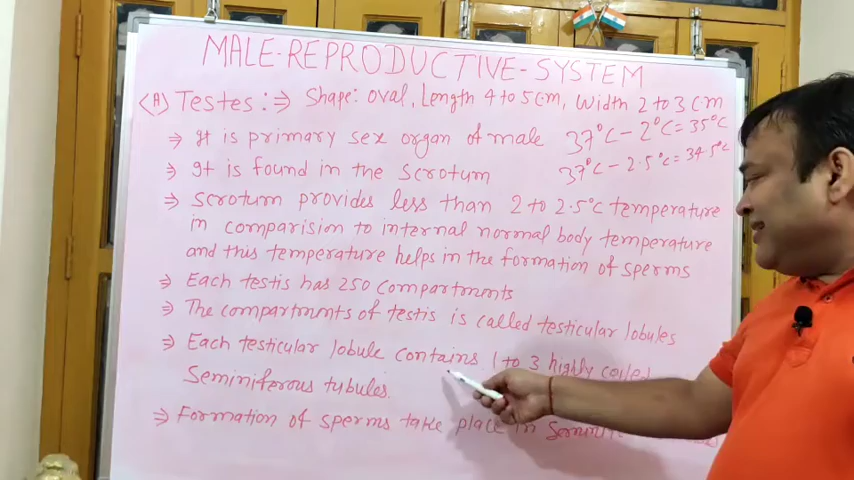 MALE-REPRODUCTIVE-SYSTEM
<A> Testes :⇒ Shape: oval, Length 4 to 5 C.m, Width 2 to 3 C.m
⇒ It is primary sex organ of male 37°C - 2°C = 35°C
⇒ It is found in the Scrotum 37°C - 2.5°C = 34.5°C
⇒ Scrotum provides less than 2 to 2.5°C temperature
in comparision to internal normal body temperature
and this temperature helps in the formation of sperms
⇒ Each testis has 250 compartments
⇒ The compartments of testis is called testicular lobules
⇒ Each testicular lobule contains 1 to 3 highly coiled
Seminiferous tubules.
⇒ Formation of sperms take place in